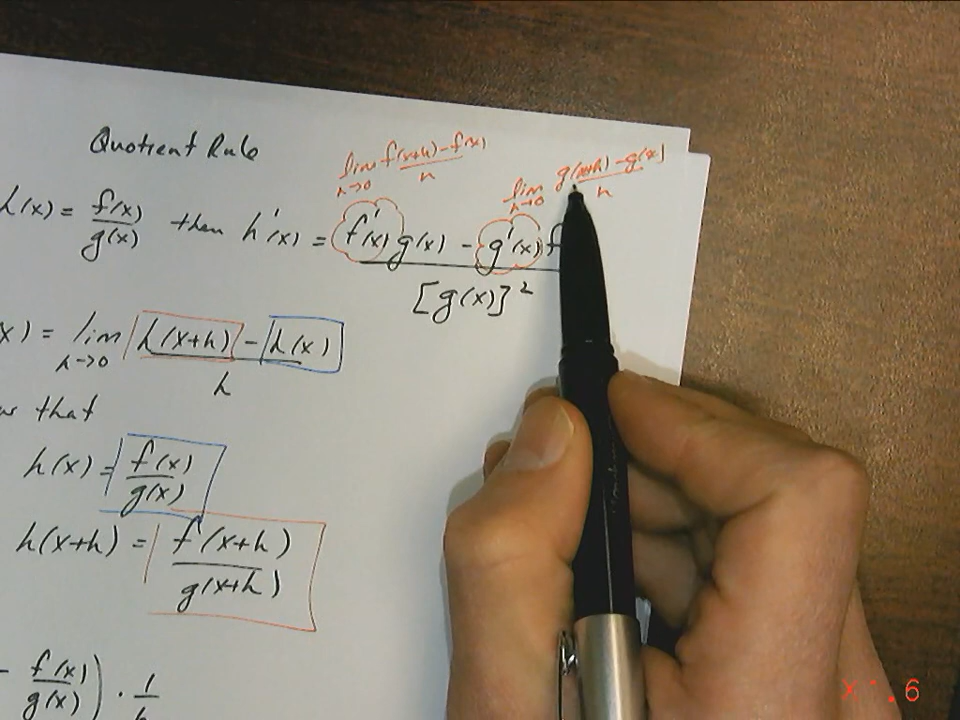 Quotient Rule
lim h→0 f(x+h) - f(x) / h
lim h→0 g(x+h) - g(x) / h
h(x) = f(x) / g(x) then h'(x) = f'(x) g(x) - g'(x) f / [g(x)]²
x) = lim h→0 h(x+h) - h(x) / h
that
h(x) = f(x) / g(x)
h(x+h) = f(x+h) / g(x+h)
- f(x) / g(x) ) · 1 / h